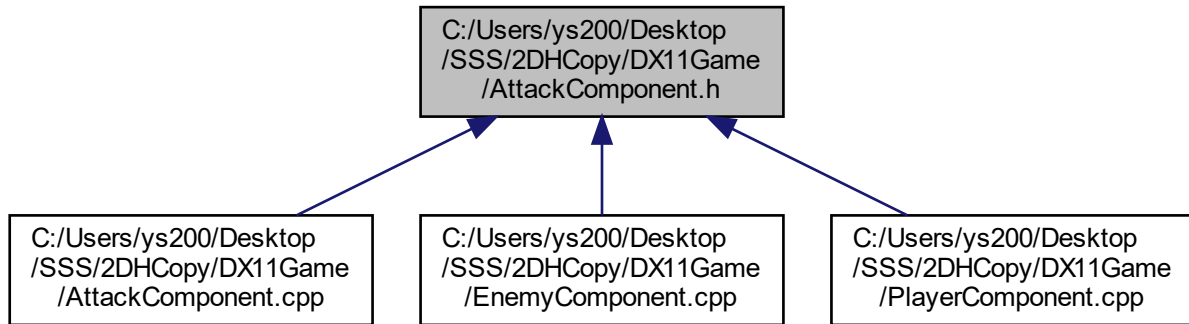 C:/Users/ys200/Desktop
/SSS/2DHCopy/DX11Game
/AttackComponent.h
C:/Users/ys200/Desktop
/SSS/2DHCopy/DX11Game
/AttackComponent.cpp
C:/Users/ys200/Desktop
/SSS/2DHCopy/DX11Game
/EnemyComponent.cpp
C:/Users/ys200/Desktop
/SSS/2DHCopy/DX11Game
/PlayerComponent.cpp